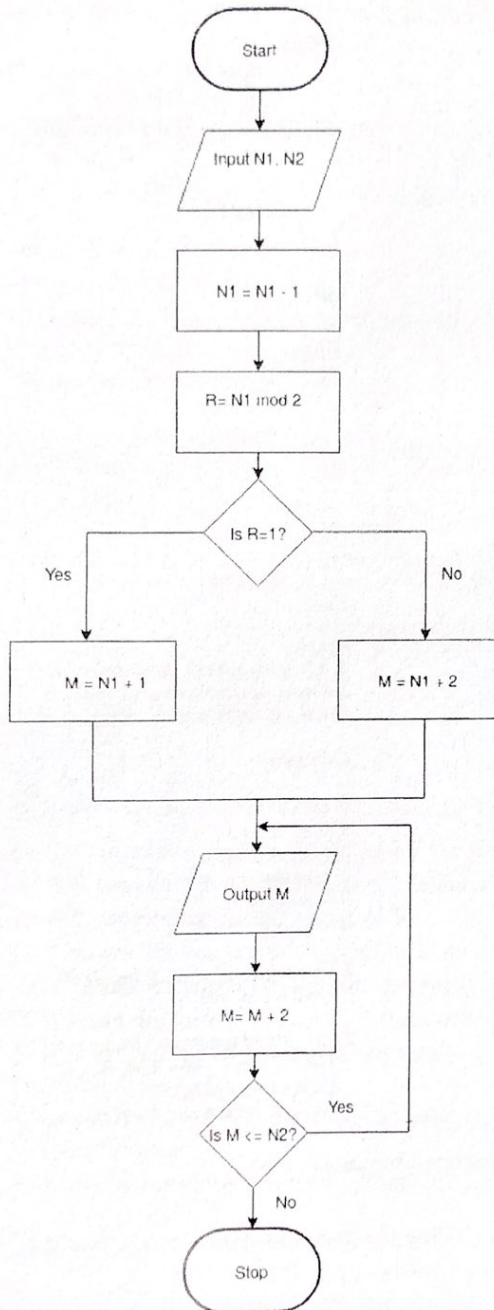 Start
Input N1, N2
N1 = N1 - 1
R= N1 mod 2
Is R=1?
Yes
No
M = N1 + 1
M = N1 + 2
Output M
M= M + 2
Yes
Is M <= N2?
No
Stop